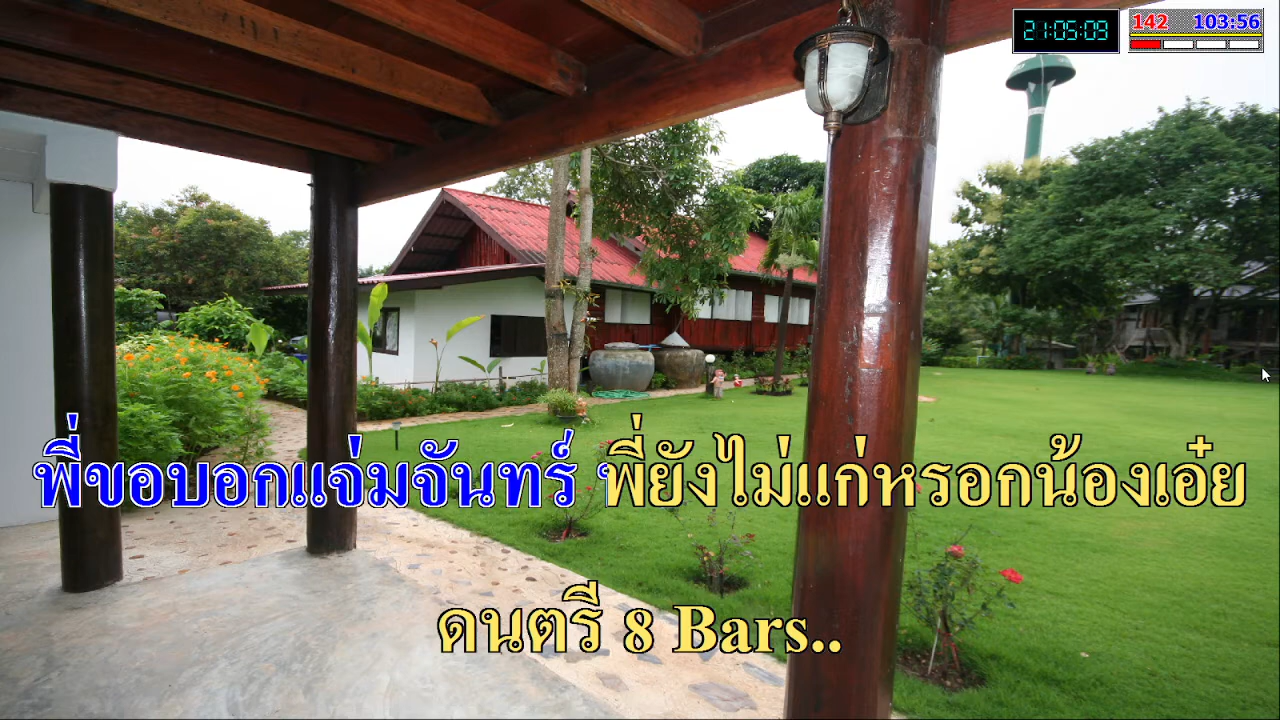 21:05:09
142 103:56
พี่ขอบอกแจ่มจันทร์ พี่ยังไม่แก่หรอกน้องเอ๋ย
ดนตรี 8 Bars..